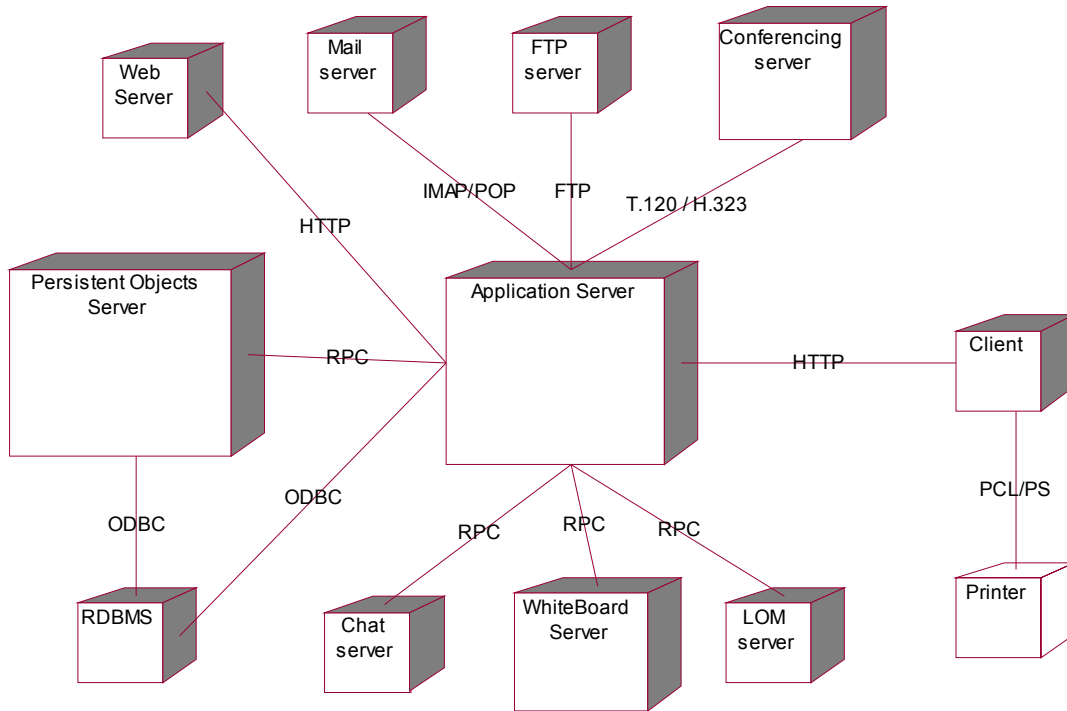 Web
Server
Mail
server
FTP
server
Conferencing
server
IMAP/POP
FTP
T.120 / H.323
HTTP
Persistent Objects
Server
Application Server
Client
RPC
HTTP
ODBC
PCL/PS
ODBC
RPC
RPC
RPC
RDBMS
Chat
server
WhiteBoard
Server
LOM
server
Printer